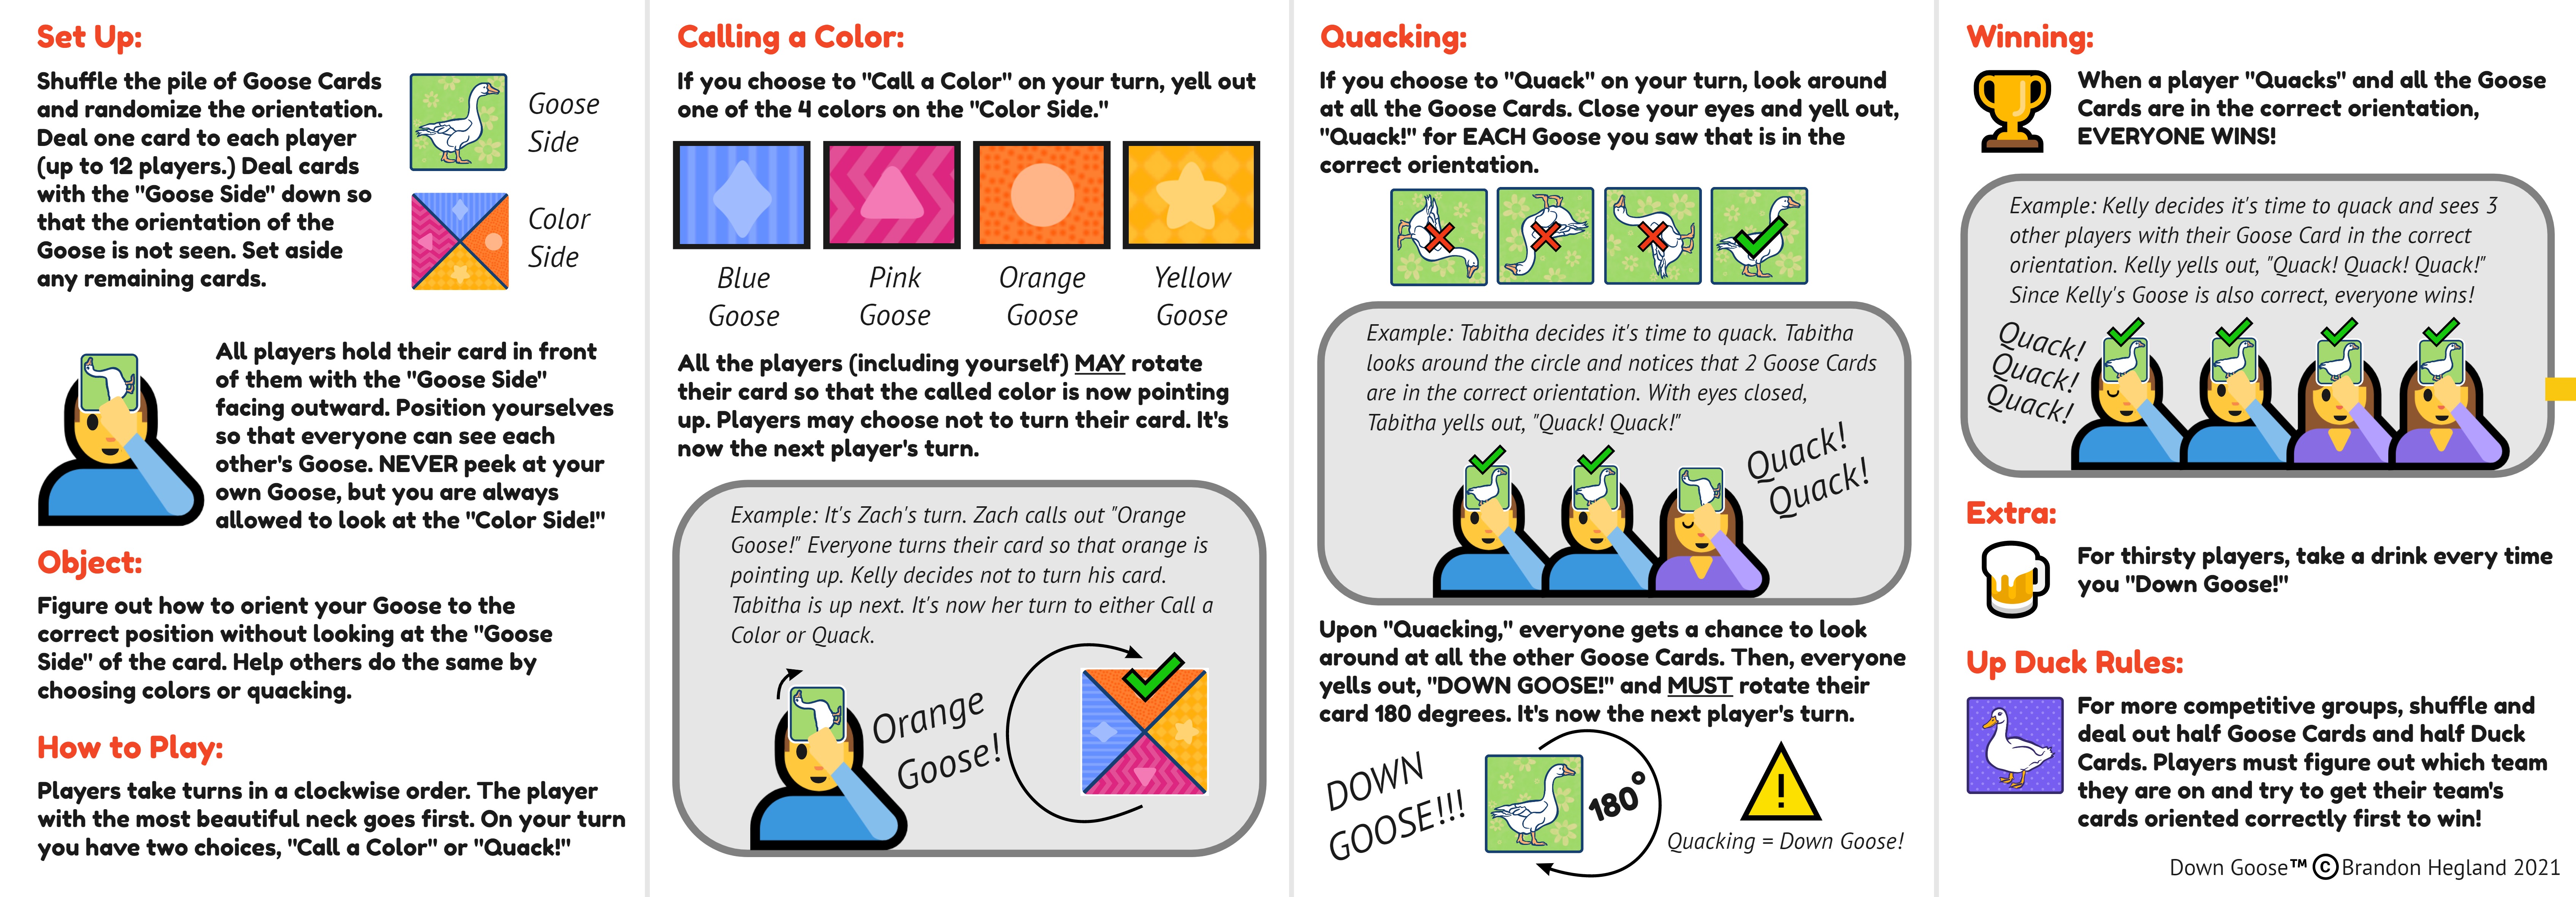 Set Up:
Shuffle the pile of Goose Cards
and randomize the orientation.
Deal one card to each player
(up to 12 players.) Deal cards
with the "Goose Side" down so
that the orientation of the
Goose is not seen. Set aside
any remaining cards.
Goose
Side
Color
Side
All players hold their card in front
of them with the "Goose Side"
facing outward. Position yourselves
so that everyone can see each
other's Goose. NEVER peek at your
own Goose, but you are always
allowed to look at the "Color Side!"
Object:
Figure out how to orient your Goose to the
correct position without looking at the "Goose
Side" of the card. Help others do the same by
choosing colors or quacking.
How to Play:
Players take turns in a clockwise order. The player
with the most beautiful neck goes first. On your turn
you have two choices, "Call a Color" or "Quack!"
Calling a Color:
If you choose to "Call a Color" on your turn, yell out
one of the 4 colors on the "Color Side."
Blue
Goose
Pink
Goose
Orange
Goose
Yellow
Goose
All the players (including yourself) MAY rotate
their card so that the called color is now pointing
up. Players may choose not to turn their card. It's
now the next player's turn.
Example: It's Zach's turn. Zach calls out "Orange
Goose!" Everyone turns their card so that orange is
pointing up. Kelly decides not to turn his card.
Tabitha is up next. It's now her turn to either Call a
Color or Quack.
Orange
Goose!
Quacking:
If you choose to "Quack" on your turn, look around
at all the Goose Cards. Close your eyes and yell out,
"Quack!" for EACH Goose you saw that is in the
correct orientation.
Example: Tabitha decides it's time to quack. Tabitha
looks around the circle and notices that 2 Goose Cards
are in the correct orientation. With eyes closed,
Tabitha yells out, "Quack! Quack!"
Quack!
Quack!
Upon "Quacking," everyone gets a chance to look
around at all the other Goose Cards. Then, everyone
yells out, "DOWN GOOSE!" and MUST rotate their
card 180 degrees. It's now the next player's turn.
DOWN
GOOSE!!!
180°
!
Quacking = Down Goose!
Winning:
When a player "Quacks" and all the Goose
Cards are in the correct orientation,
EVERYONE WINS!
Example: Kelly decides it's time to quack and sees 3
other players with their Goose Card in the correct
orientation. Kelly yells out, "Quack! Quack! Quack!"
Since Kelly's Goose is also correct, everyone wins!
Quack!
Quack!
Quack!
Extra:
For thirsty players, take a drink every time
you "Down Goose!"
Up Duck Rules:
For more competitive groups, shuffle and
deal out half Goose Cards and half Duck
Cards. Players must figure out which team
they are on and try to get their team's
cards oriented correctly first to win!
Down Goose™ ©Brandon Hegland 2021